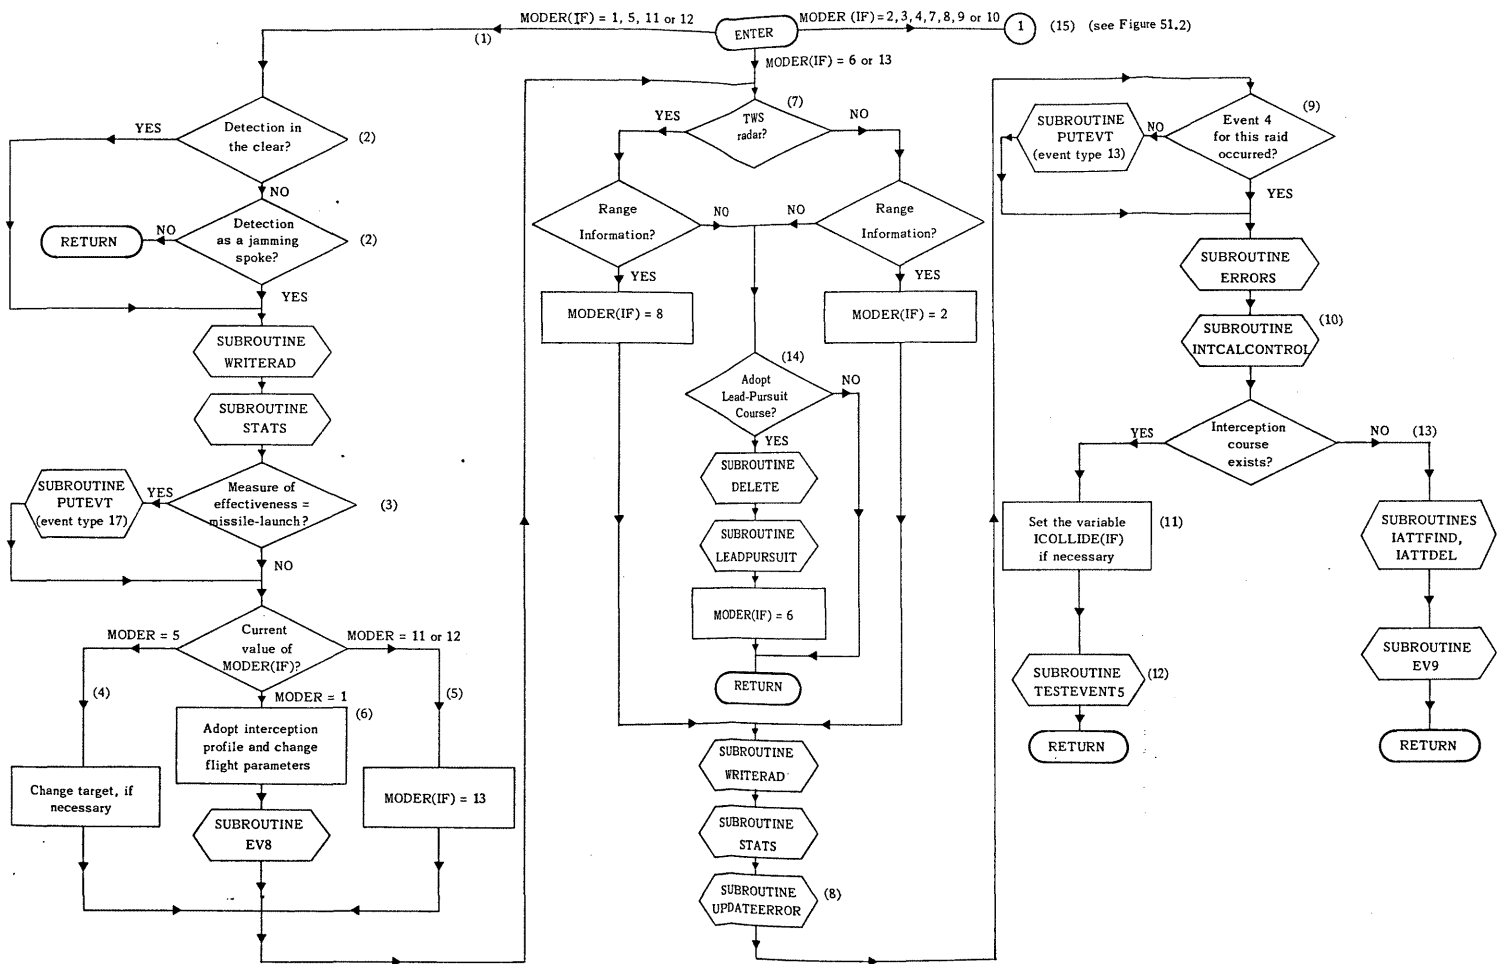 MODER(IF) = 1, 5, 11 or 12
(1)
ENTER
MODER (IF)=2, 3, 4, 7, 8, 9 or 10
1
(15) (see Figure 51.2)
MODER(IF) = 6 or 13
Detection in
the clear?
(2)
YES
NO
Detection
as a jamming
spoke?
(2)
NO
RETURN
YES
SUBROUTINE
WRITERAD
SUBROUTINE
STATS
Measure of
effectiveness =
missile-launch?
(3)
YES
SUBROUTINE
PUTEVT
(event type 17)
NO
Current
value of
MODER(IF)?
MODER = 5
MODER = 11 or 12
(4)
MODER = 1
(5)
(6)
Adopt interception
profile and change
flight parameters
Change target, if
necessary
MODER(IF) = 13
SUBROUTINE
EV8
(7)
TWS
radar?
YES
NO
Range
Information?
NO
NO
Range
Information?
YES
YES
MODER(IF) = 8
MODER(IF) = 2
(14)
Adopt
Lead-Pursuit
Course?
NO
YES
SUBROUTINE
DELETE
SUBROUTINE
LEADPURSUIT
MODER(IF) = 6
RETURN
SUBROUTINE
WRITERAD
SUBROUTINE
STATS
SUBROUTINE
UPDATEERROR
(8)
(9)
Event 4
for this raid
occurred?
NO
SUBROUTINE
PUTEVT
(event type 13)
YES
SUBROUTINE
ERRORS
SUBROUTINE
INTCALCONTROL
(10)
Interception
course
exists?
YES
NO
(13)
Set the variable
ICOLLIDE(IF)
if necessary
(11)
SUBROUTINES
IATTFIND,
IATTDEL
SUBROUTINE
TESTEVENT5
(12)
SUBROUTINE
EV9
RETURN
RETURN